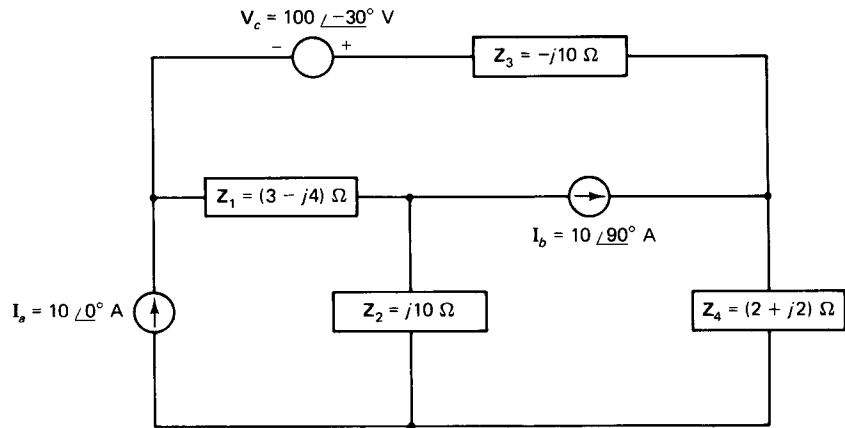 V_c = 100 ∠−30° V
− +
Z_3 = −j10 Ω
Z_1 = (3 − j4) Ω
I_b = 10 ∠90° A
I_a = 10 ∠0° A
Z_2 = j10 Ω
Z_4 = (2 + j2) Ω